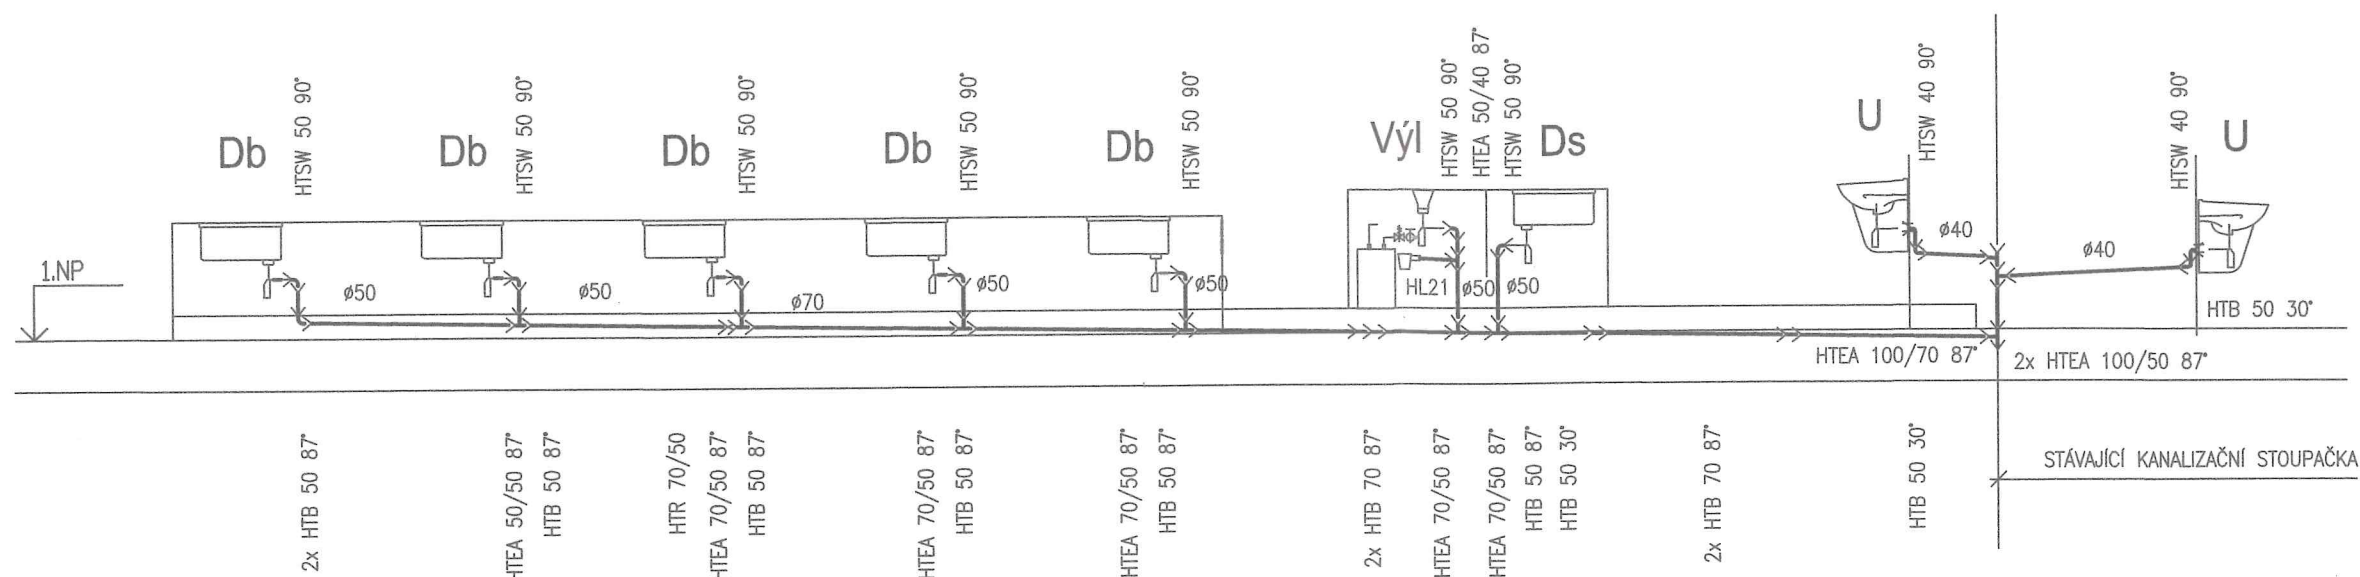 Db
HTSW 50 90°
Db
HTSW 50 90°
Db
HTSW 50 90°
Db
HTSW 50 90°
Db
HTSW 50 90°
Výl
HTSW 50 90°
HTEA 50/40 87°
HTSW 50 90°
Ds
U
HTSW 40 90°
HTSW 40 90°
U
1.NP
ø50
ø50
ø70
ø50
ø50
HL21
ø50
ø50
ø40
ø40
HTB 50 30°
HTEA 100/70 87°
2x HTEA 100/50 87°
2x HTB 50 87°
HTEA 50/50 87°
HTB 50 87°
HTR 70/50
HTEA 70/50 87°
HTB 50 87°
HTEA 70/50 87°
HTB 50 87°
HTEA 70/50 87°
HTB 50 87°
2x HTB 70 87°
HTEA 70/50 87°
HTEA 70/50 87°
HTB 50 87°
HTB 50 30°
2x HTB 70 87°
HTB 50 30°
STÁVAJÍCÍ KANALIZAČNÍ STOUPAČKA